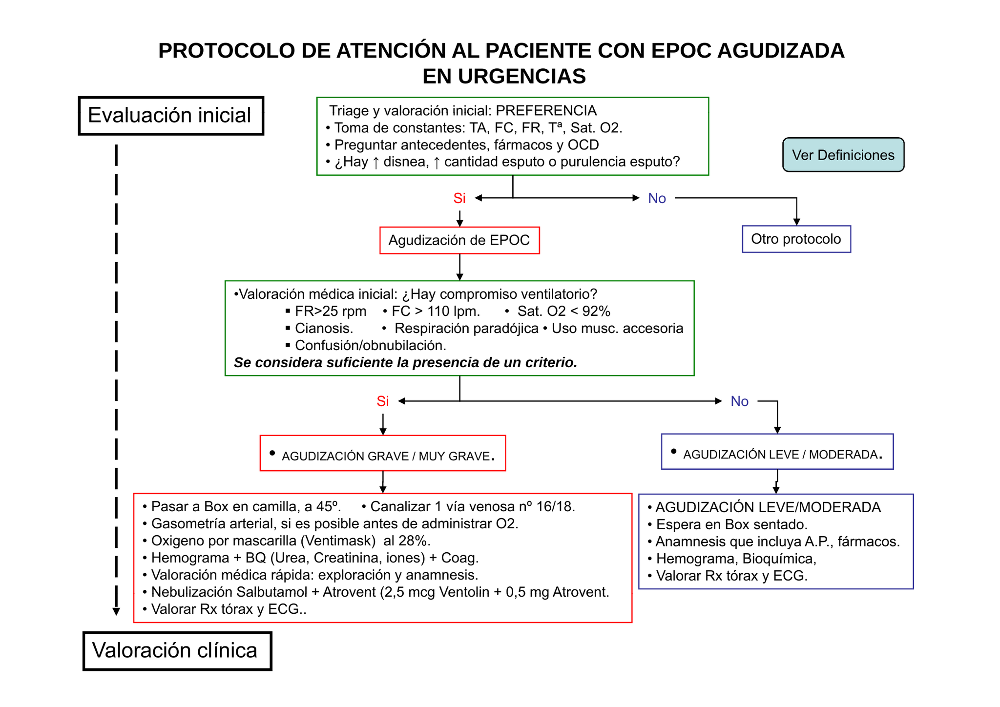 PROTOCOLO DE ATENCIÓN AL PACIENTE CON EPOC AGUDIZADA
EN URGENCIAS
Evaluación inicial
Triage y valoración inicial: PREFERENCIA
• Toma de constantes: TA, FC, FR, Tª, Sat. O2.
• Preguntar antecedentes, fármacos y OCD
• ¿Hay ↑ disnea, ↑ cantidad esputo o purulencia esputo?
Ver Definiciones
Si
No
Agudización de EPOC
Otro protocolo
•Valoración médica inicial: ¿Hay compromiso ventilatorio?
▪ FR>25 rpm • FC > 110 lpm. • Sat. O2 < 92%
▪ Cianosis. • Respiración paradójica • Uso musc. accesoria
▪ Confusión/obnubilación.
Se considera suficiente la presencia de un criterio.
Si
No
• AGUDIZACIÓN GRAVE / MUY GRAVE.
• AGUDIZACIÓN LEVE / MODERADA.
• Pasar a Box en camilla, a 45º. • Canalizar 1 vía venosa nº 16/18.
• Gasometría arterial, si es posible antes de administrar O2.
• Oxigeno por mascarilla (Ventimask) al 28%.
• Hemograma + BQ (Urea, Creatinina, iones) + Coag.
• Valoración médica rápida: exploración y anamnesis.
• Nebulización Salbutamol + Atrovent (2,5 mcg Ventolin + 0,5 mg Atrovent.
• Valorar Rx tórax y ECG..
• AGUDIZACIÓN LEVE/MODERADA
• Espera en Box sentado.
• Anamnesis que incluya A.P., fármacos.
• Hemograma, Bioquímica,
• Valorar Rx tórax y ECG.
Valoración clínica